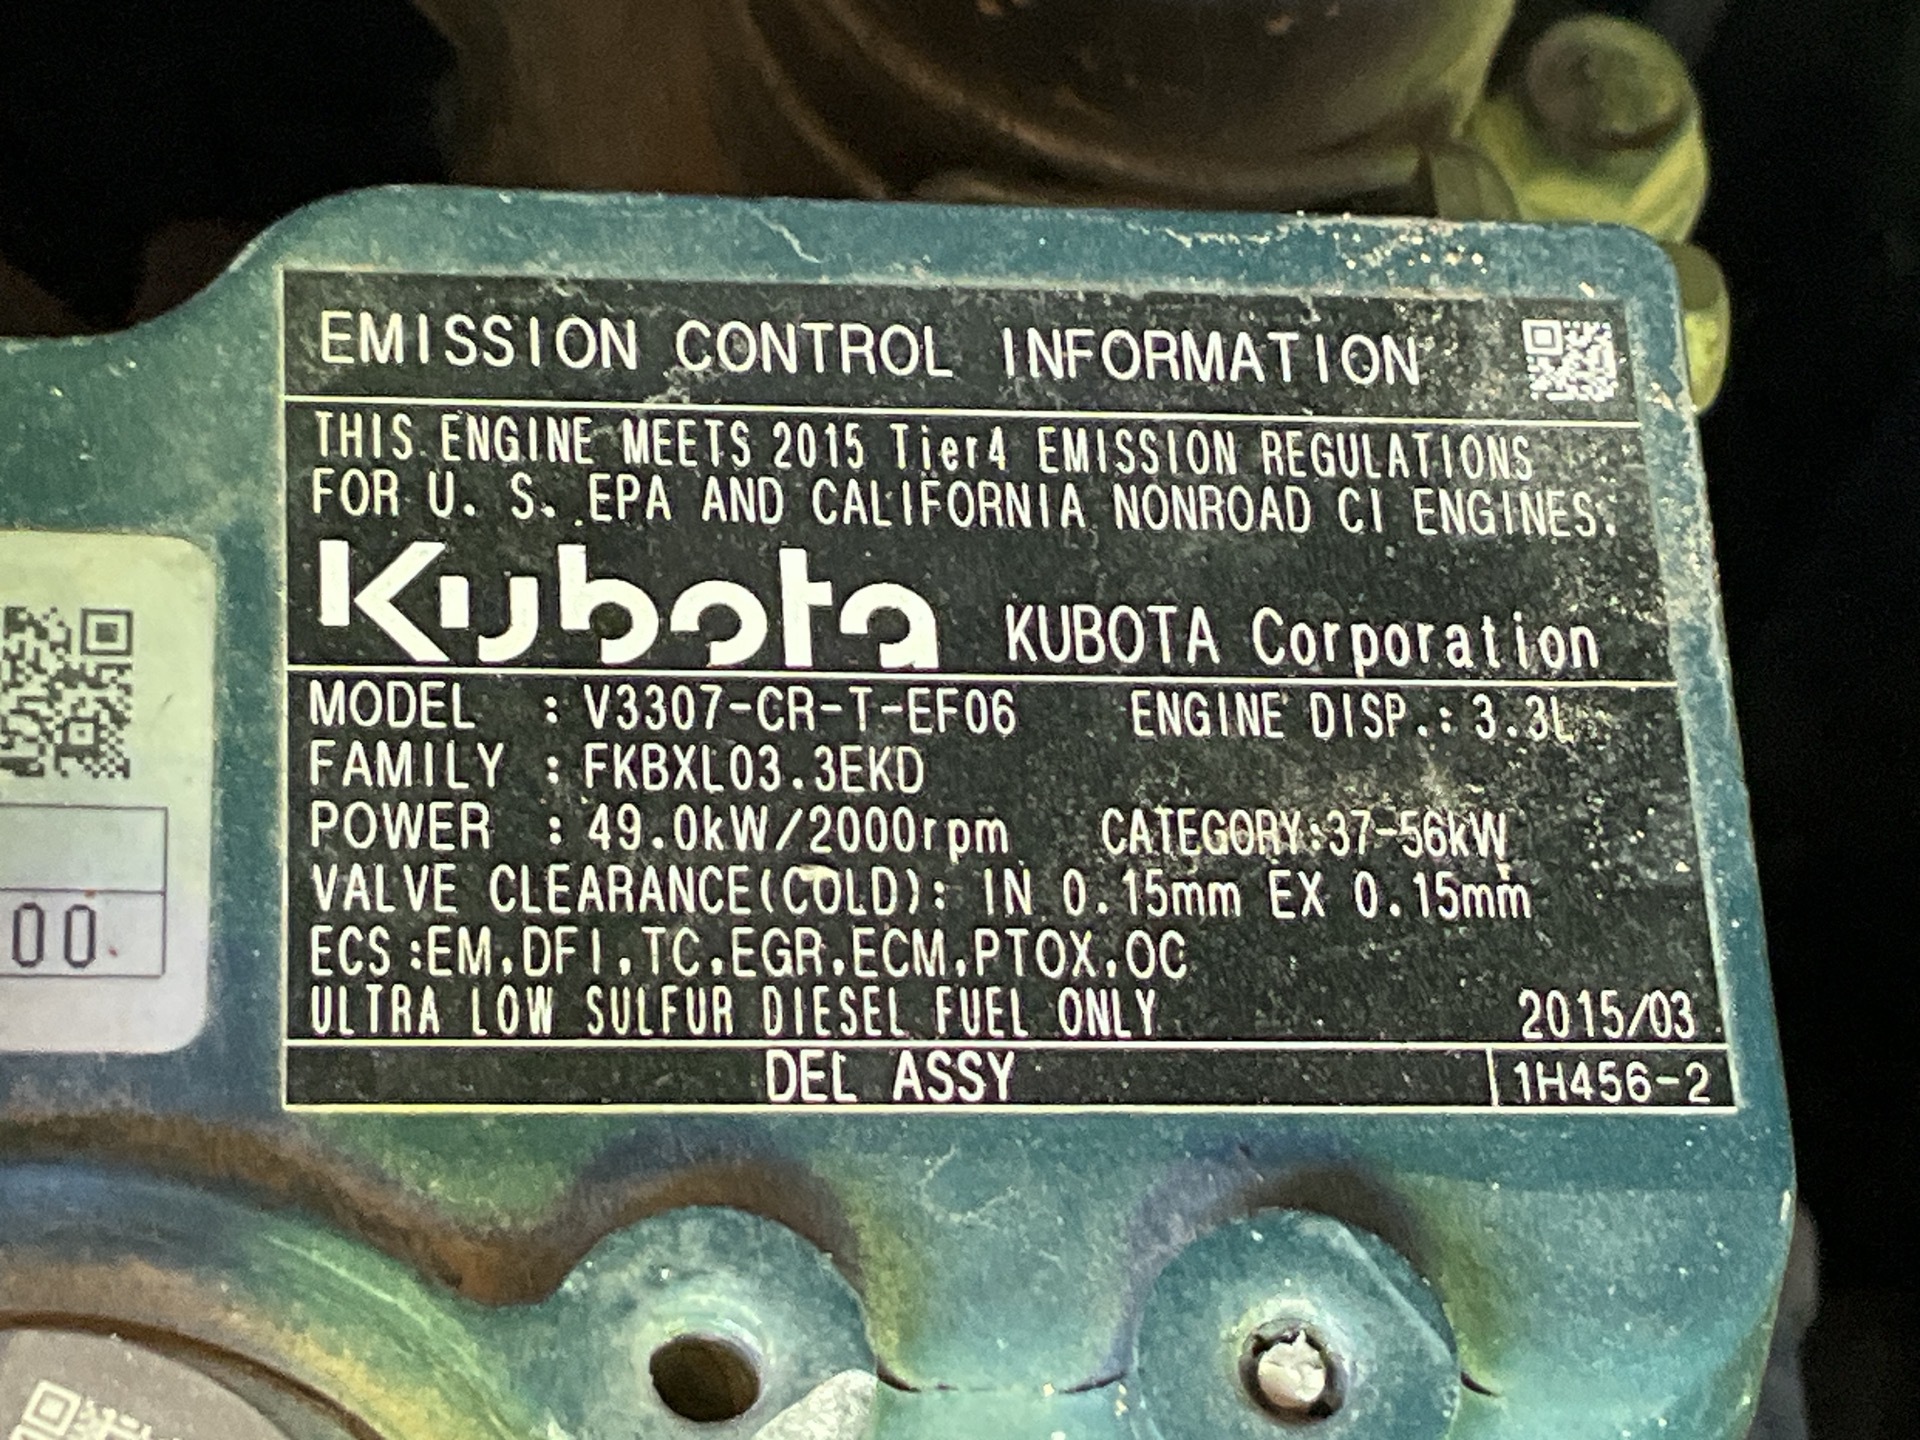 EMISSION CONTROL INFORMATION
THIS ENGINE MEETS 2015 Tier4 EMISSION REGULATIONS
FOR U. S. EPA AND CALIFORNIA NONROAD CI ENGINES.
Kubota KUBOTA Corporation
MODEL : V3307-CR-T-EF06 ENGINE DISP.: 3.3L
FAMILY : FKBXL03.3EKD
POWER : 49.0kW/2000rpm CATEGORY:37-56kW
VALVE CLEARANCE(COLD): IN 0.15mm EX 0.15mm
ECS :EM,DFI,TC,EGR,ECM,PTOX,OC
ULTRA LOW SULFUR DIESEL FUEL ONLY 2015/03
DEL ASSY 1H456-2
00